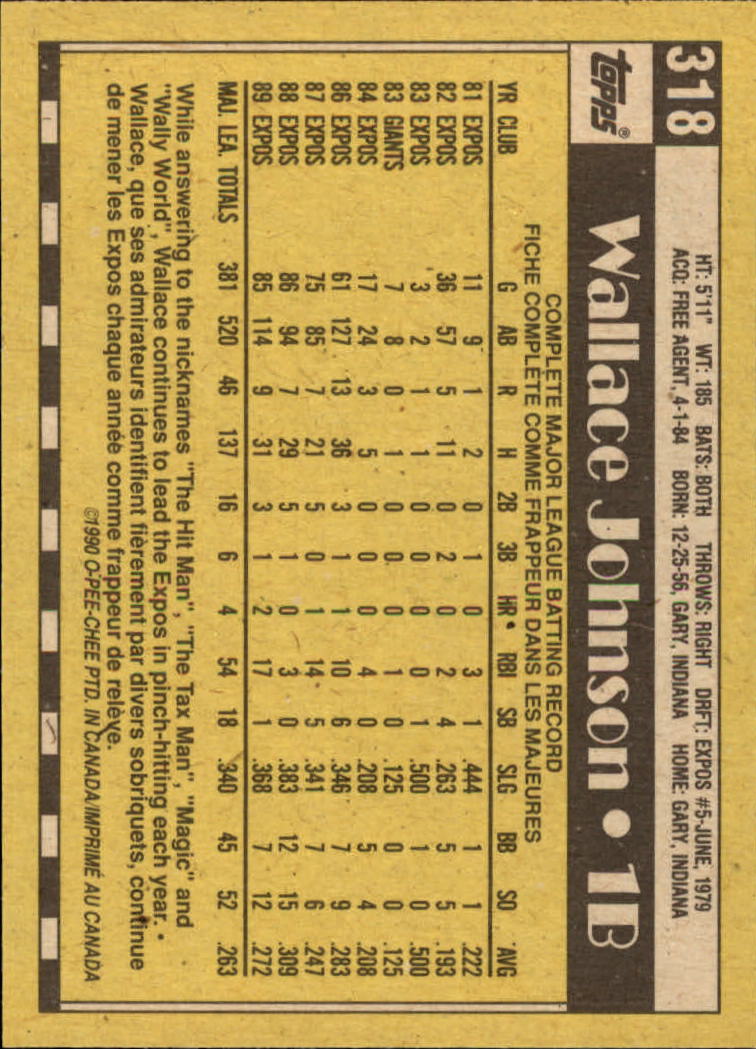 318
topps®
HT: 5'11" WT: 185 BATS: BOTH THROWS: RIGHT DRFT: EXPOS #5-JUNE, 1979
ACQ: FREE AGENT, 4-1-84 BORN: 12-25-56, GARY, INDIANA HOME: GARY, INDIANA
Wallace Johnson • 1B
COMPLETE MAJOR LEAGUE BATTING RECORD
FICHE COMPLÈTE COMME FRAPPEUR DANS LES MAJEURES
YR CLUB G AB R H 2B 3B HR RBI SB SLG BB SO AVG
81 EXPOS 11 9 1 2 0 1 0 3 1 .444 1 1 .222
82 EXPOS 36 57 5 11 0 2 0 2 4 .263 5 5 .193
83 EXPOS 3 2 1 1 0 0 0 0 1 .500 1 0 .500
83 GIANTS 7 8 0 1 0 0 0 1 0 .125 0 0 .125
84 EXPOS 17 24 3 5 0 0 0 4 0 .208 5 4 .208
86 EXPOS 61 127 13 36 3 1 1 10 6 .346 7 9 .283
87 EXPOS 75 85 7 21 5 0 1 14 5 .341 7 6 .247
88 EXPOS 86 94 7 29 5 1 0 3 0 .383 12 15 .309
89 EXPOS 85 114 9 31 3 1 2 17 1 .368 7 12 .272
MAJ. LEA. TOTALS 381 520 46 137 16 6 4 54 18 .340 45 52 .263
While answering to the nicknames "The Hit Man", "The Tax Man", "Magic" and
"Wally World", Wallace continues to lead the Expos in pinch-hitting each year. •
Wallace, que ses admirateurs identifient fièrement par divers sobriquets, continue
de mener les Expos chaque année comme frappeur de relève.
©1990 O-PEE-CHEE PTD. IN CANADA/IMPRIMÉ AU CANADA